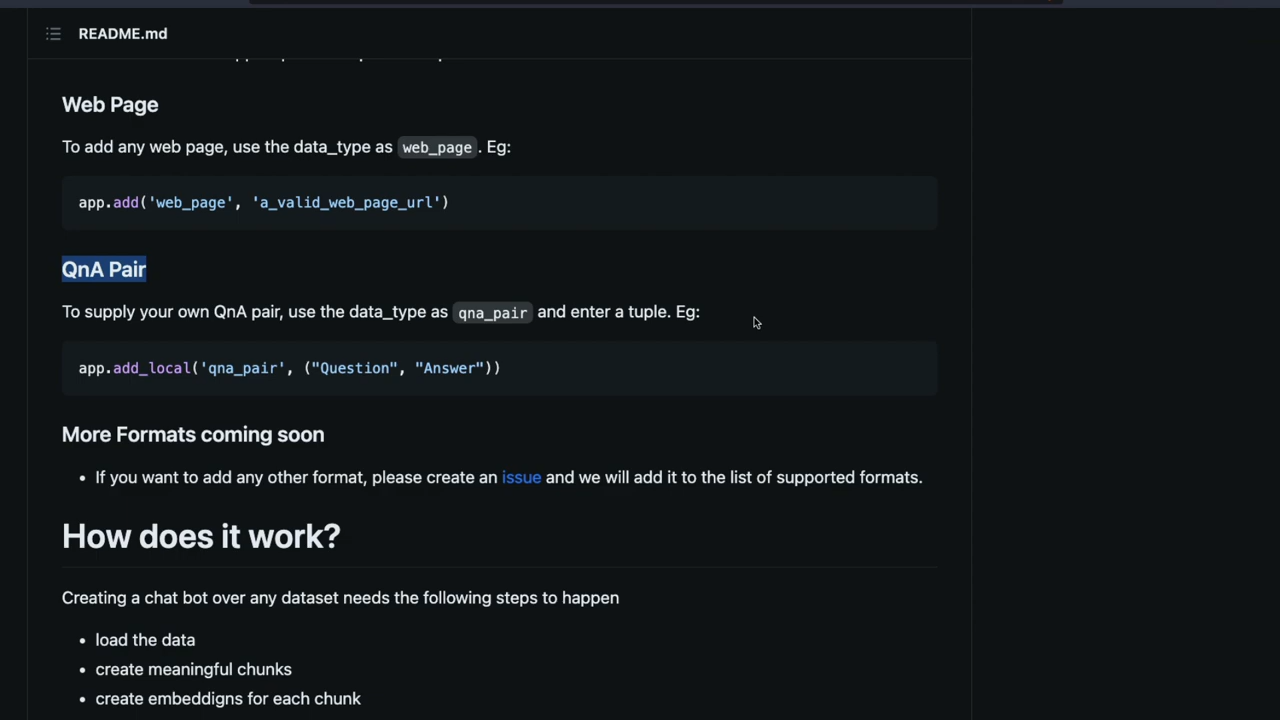 README.md
Web Page
To add any web page, use the data_type as web_page . Eg:
app.add('web_page', 'a_valid_web_page_url')
QnA Pair
To supply your own QnA pair, use the data_type as qna_pair and enter a tuple. Eg:
app.add_local('qna_pair', ("Question", "Answer"))
More Formats coming soon
• If you want to add any other format, please create an issue and we will add it to the list of supported formats.
How does it work?
Creating a chat bot over any dataset needs the following steps to happen
• load the data
• create meaningful chunks
• create embeddigns for each chunk